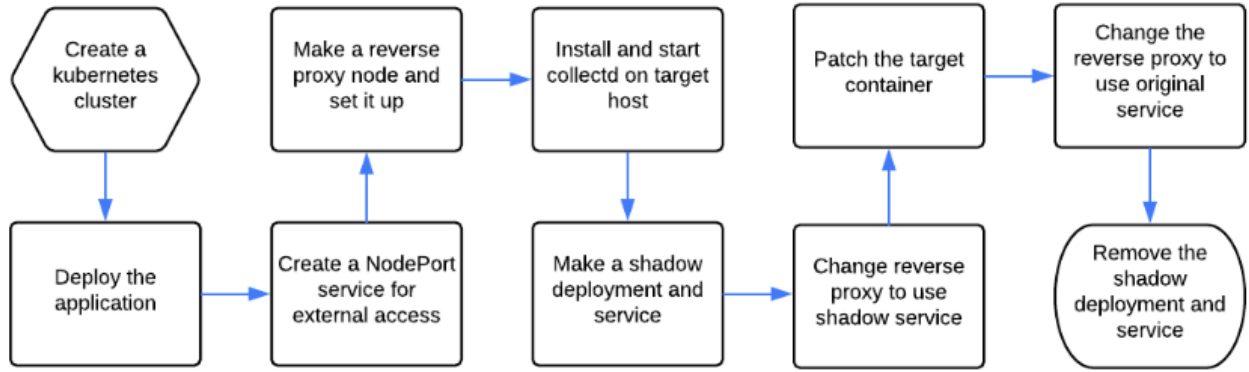 Create a
kubernetes
cluster
Deploy the
application
Create a NodePort
service for
external access
Make a reverse
proxy node and
set it up
Install and start
collectd on target
host
Make a shadow
deployment and
service
Change reverse
proxy to use
shadow service
Patch the target
container
Change the
reverse proxy to
use original
service
Remove the
shadow
deployment and
service